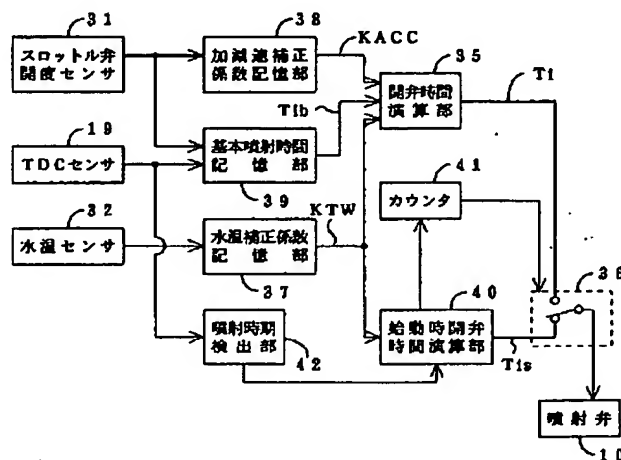 31
スロットル弁
開度センサ
38
加減速補正
係数記憶部
KACC
35
開弁時間
演算部
Ti
Tib
19
TDCセンサ
基本噴射時間
記憶部
39
41
カウンタ
32
水温センサ
水温補正係数
記憶部
37
KTW
36
40
始動時開弁
時間演算部
Tis
噴射時期
検出部
42
噴射弁
10